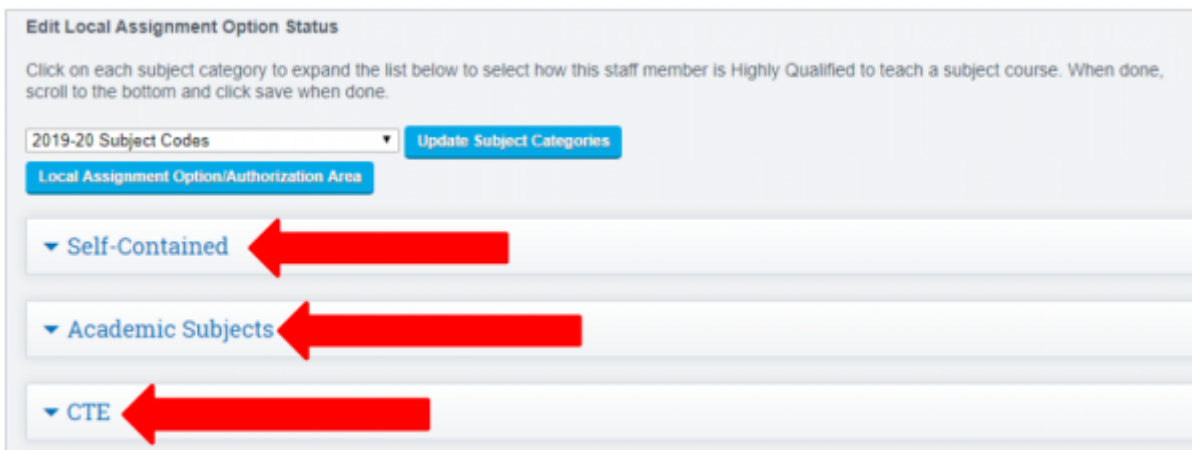 Edit Local Assignment Option Status
Click on each subject category to expand the list below to select how this staff member is Highly Qualified to teach a subject course. When done,
scroll to the bottom and click save when done.
2019-20 Subject Codes Update Subject Categories
Local Assignment Option/Authorization Area
Self-Contained
Academic Subjects
CTE